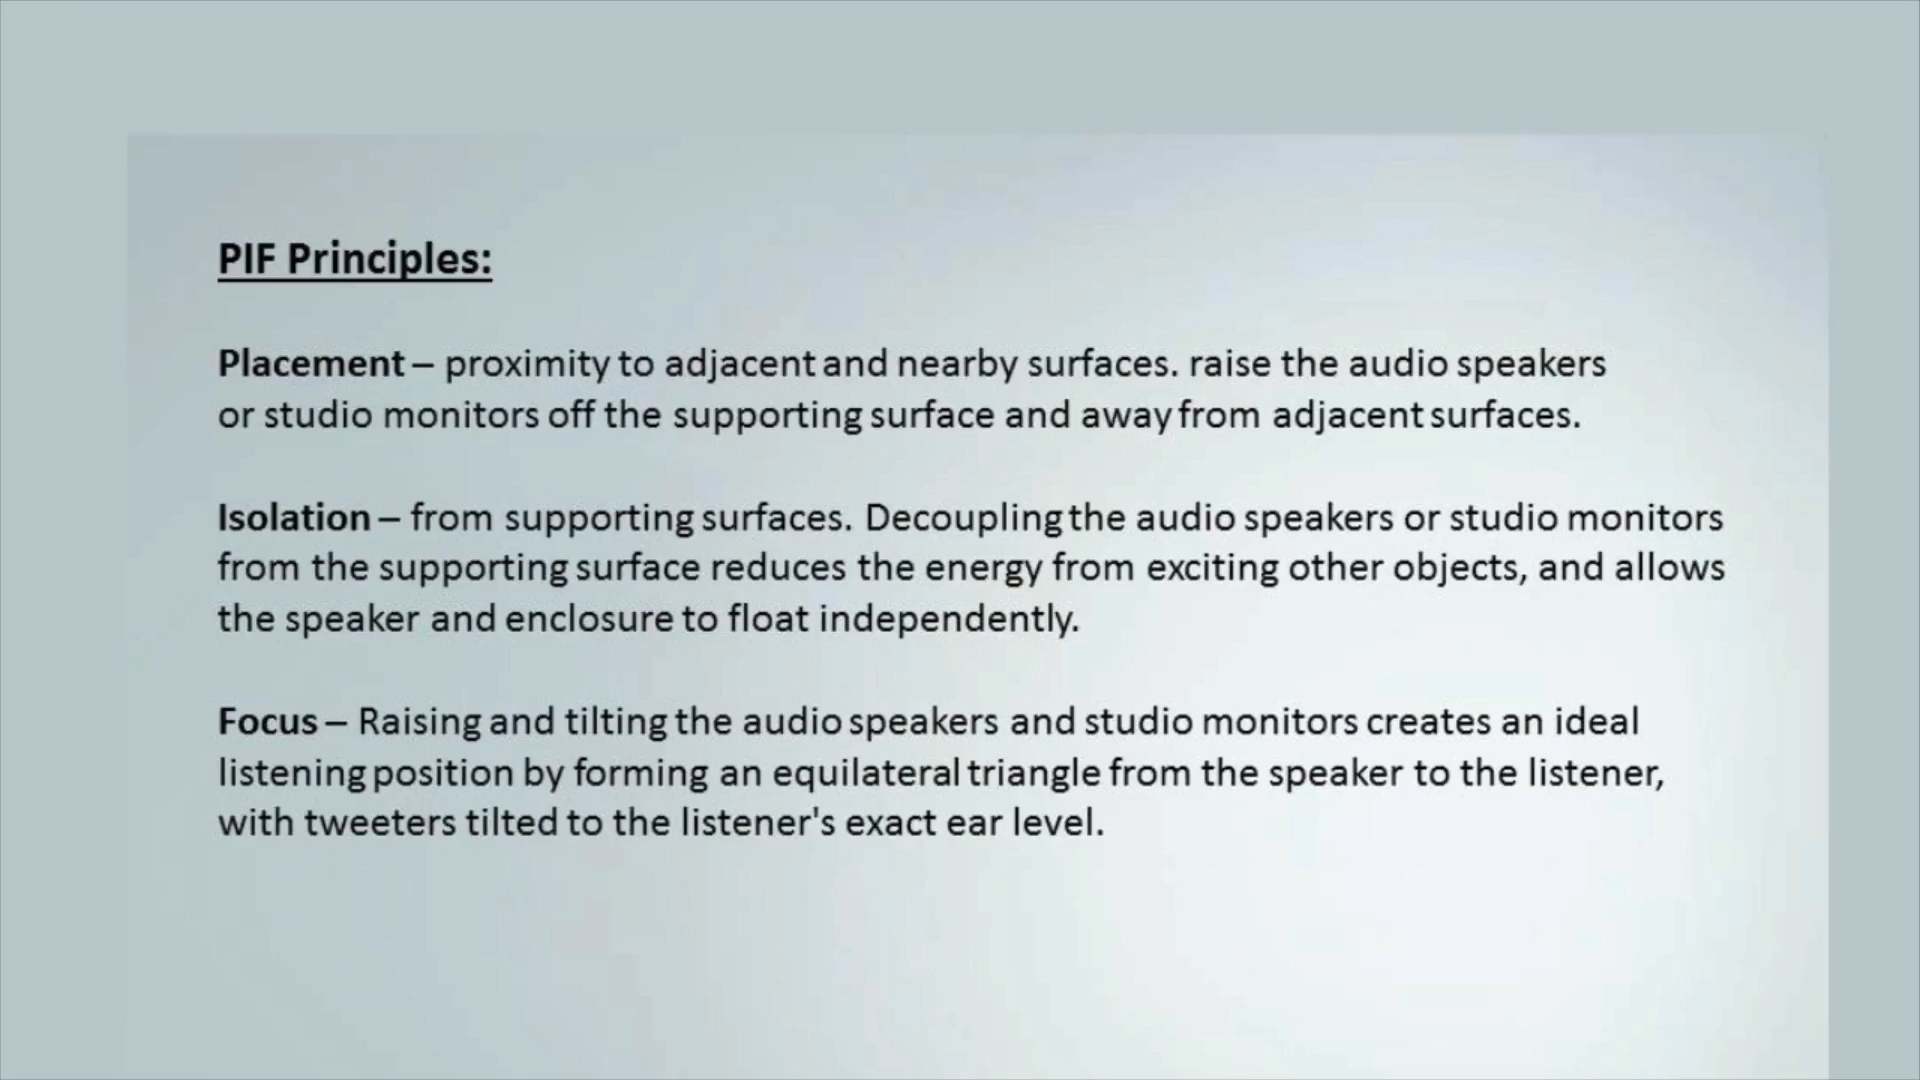 PIF Principles:
Placement – proximity to adjacent and nearby surfaces. raise the audio speakers
or studio monitors off the supporting surface and away from adjacent surfaces.
Isolation – from supporting surfaces. Decoupling the audio speakers or studio monitors
from the supporting surface reduces the energy from exciting other objects, and allows
the speaker and enclosure to float independently.
Focus – Raising and tilting the audio speakers and studio monitors creates an ideal
listening position by forming an equilateral triangle from the speaker to the listener,
with tweeters tilted to the listener's exact ear level.